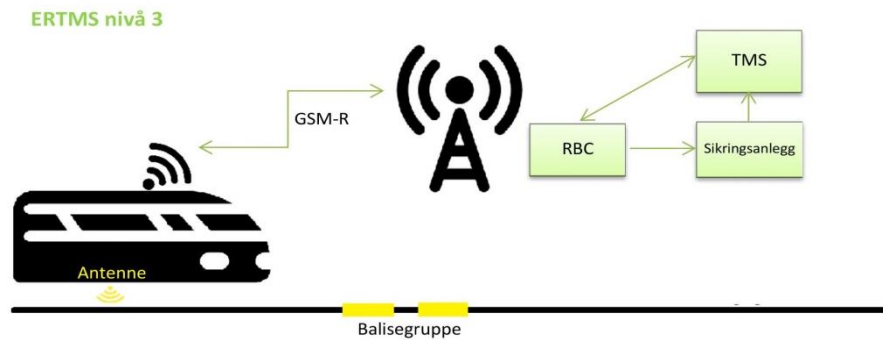 ERTMS nivå 3
TMS
GSM-R
RBC
Sikringsanlegg
Antenne
Balisegruppe